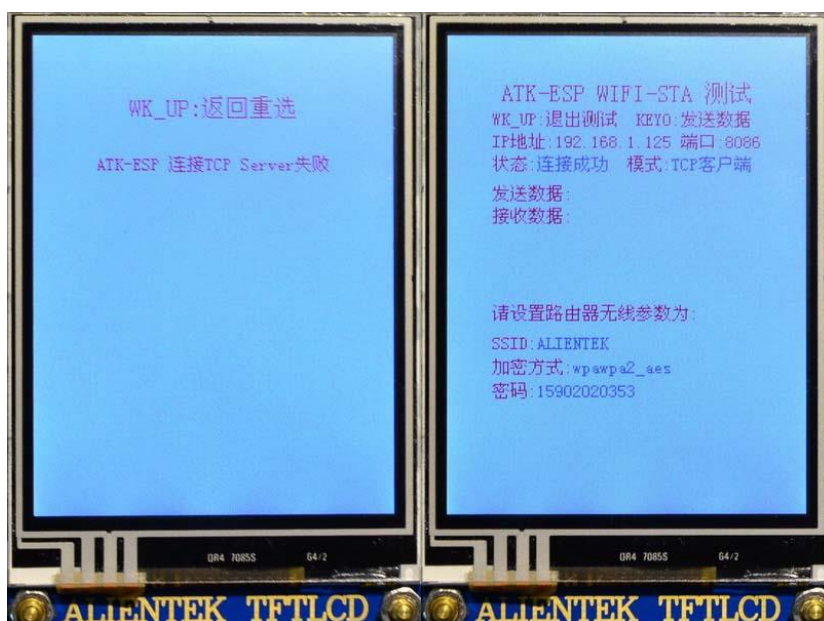 WK_UP:返回重选
ATK-ESP 连接TCP Server失败
QR4 7085S G4/2
ALIENTEK TFTLCD
ATK-ESP WIFI-STA 测试
WK_UP:退出测试 KEY0:发送数据
IP地址:192.168.1.125 端口:8086
状态:连接成功 模式:TCP客户端
发送数据:
接收数据:
请设置路由器无线参数为:
SSID:ALIENTEK
加密方式:wpawpa2_aes
密码:15902020353
QR4 7085S G4/2
ALIENTEK TFTLCD